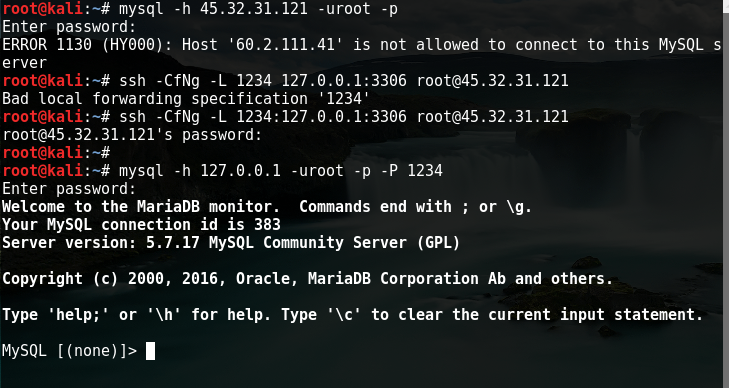 root@kali:~# mysql -h 45.32.31.121 -uroot -p
Enter password:
ERROR 1130 (HY000): Host '60.2.111.41' is not allowed to connect to this MySQL s
erver
root@kali:~# ssh -CfNg -L 1234 127.0.0.1:3306 root@45.32.31.121
Bad local forwarding specification '1234'
root@kali:~# ssh -CfNg -L 1234:127.0.0.1:3306 root@45.32.31.121
root@45.32.31.121's password:
root@kali:~#
root@kali:~# mysql -h 127.0.0.1 -uroot -p -P 1234
Enter password:
Welcome to the MariaDB monitor.  Commands end with ; or \g.
Your MySQL connection id is 383
Server version: 5.7.17 MySQL Community Server (GPL)

Copyright (c) 2000, 2016, Oracle, MariaDB Corporation Ab and others.

Type 'help;' or '\h' for help. Type '\c' to clear the current input statement.

MySQL [(none)]>